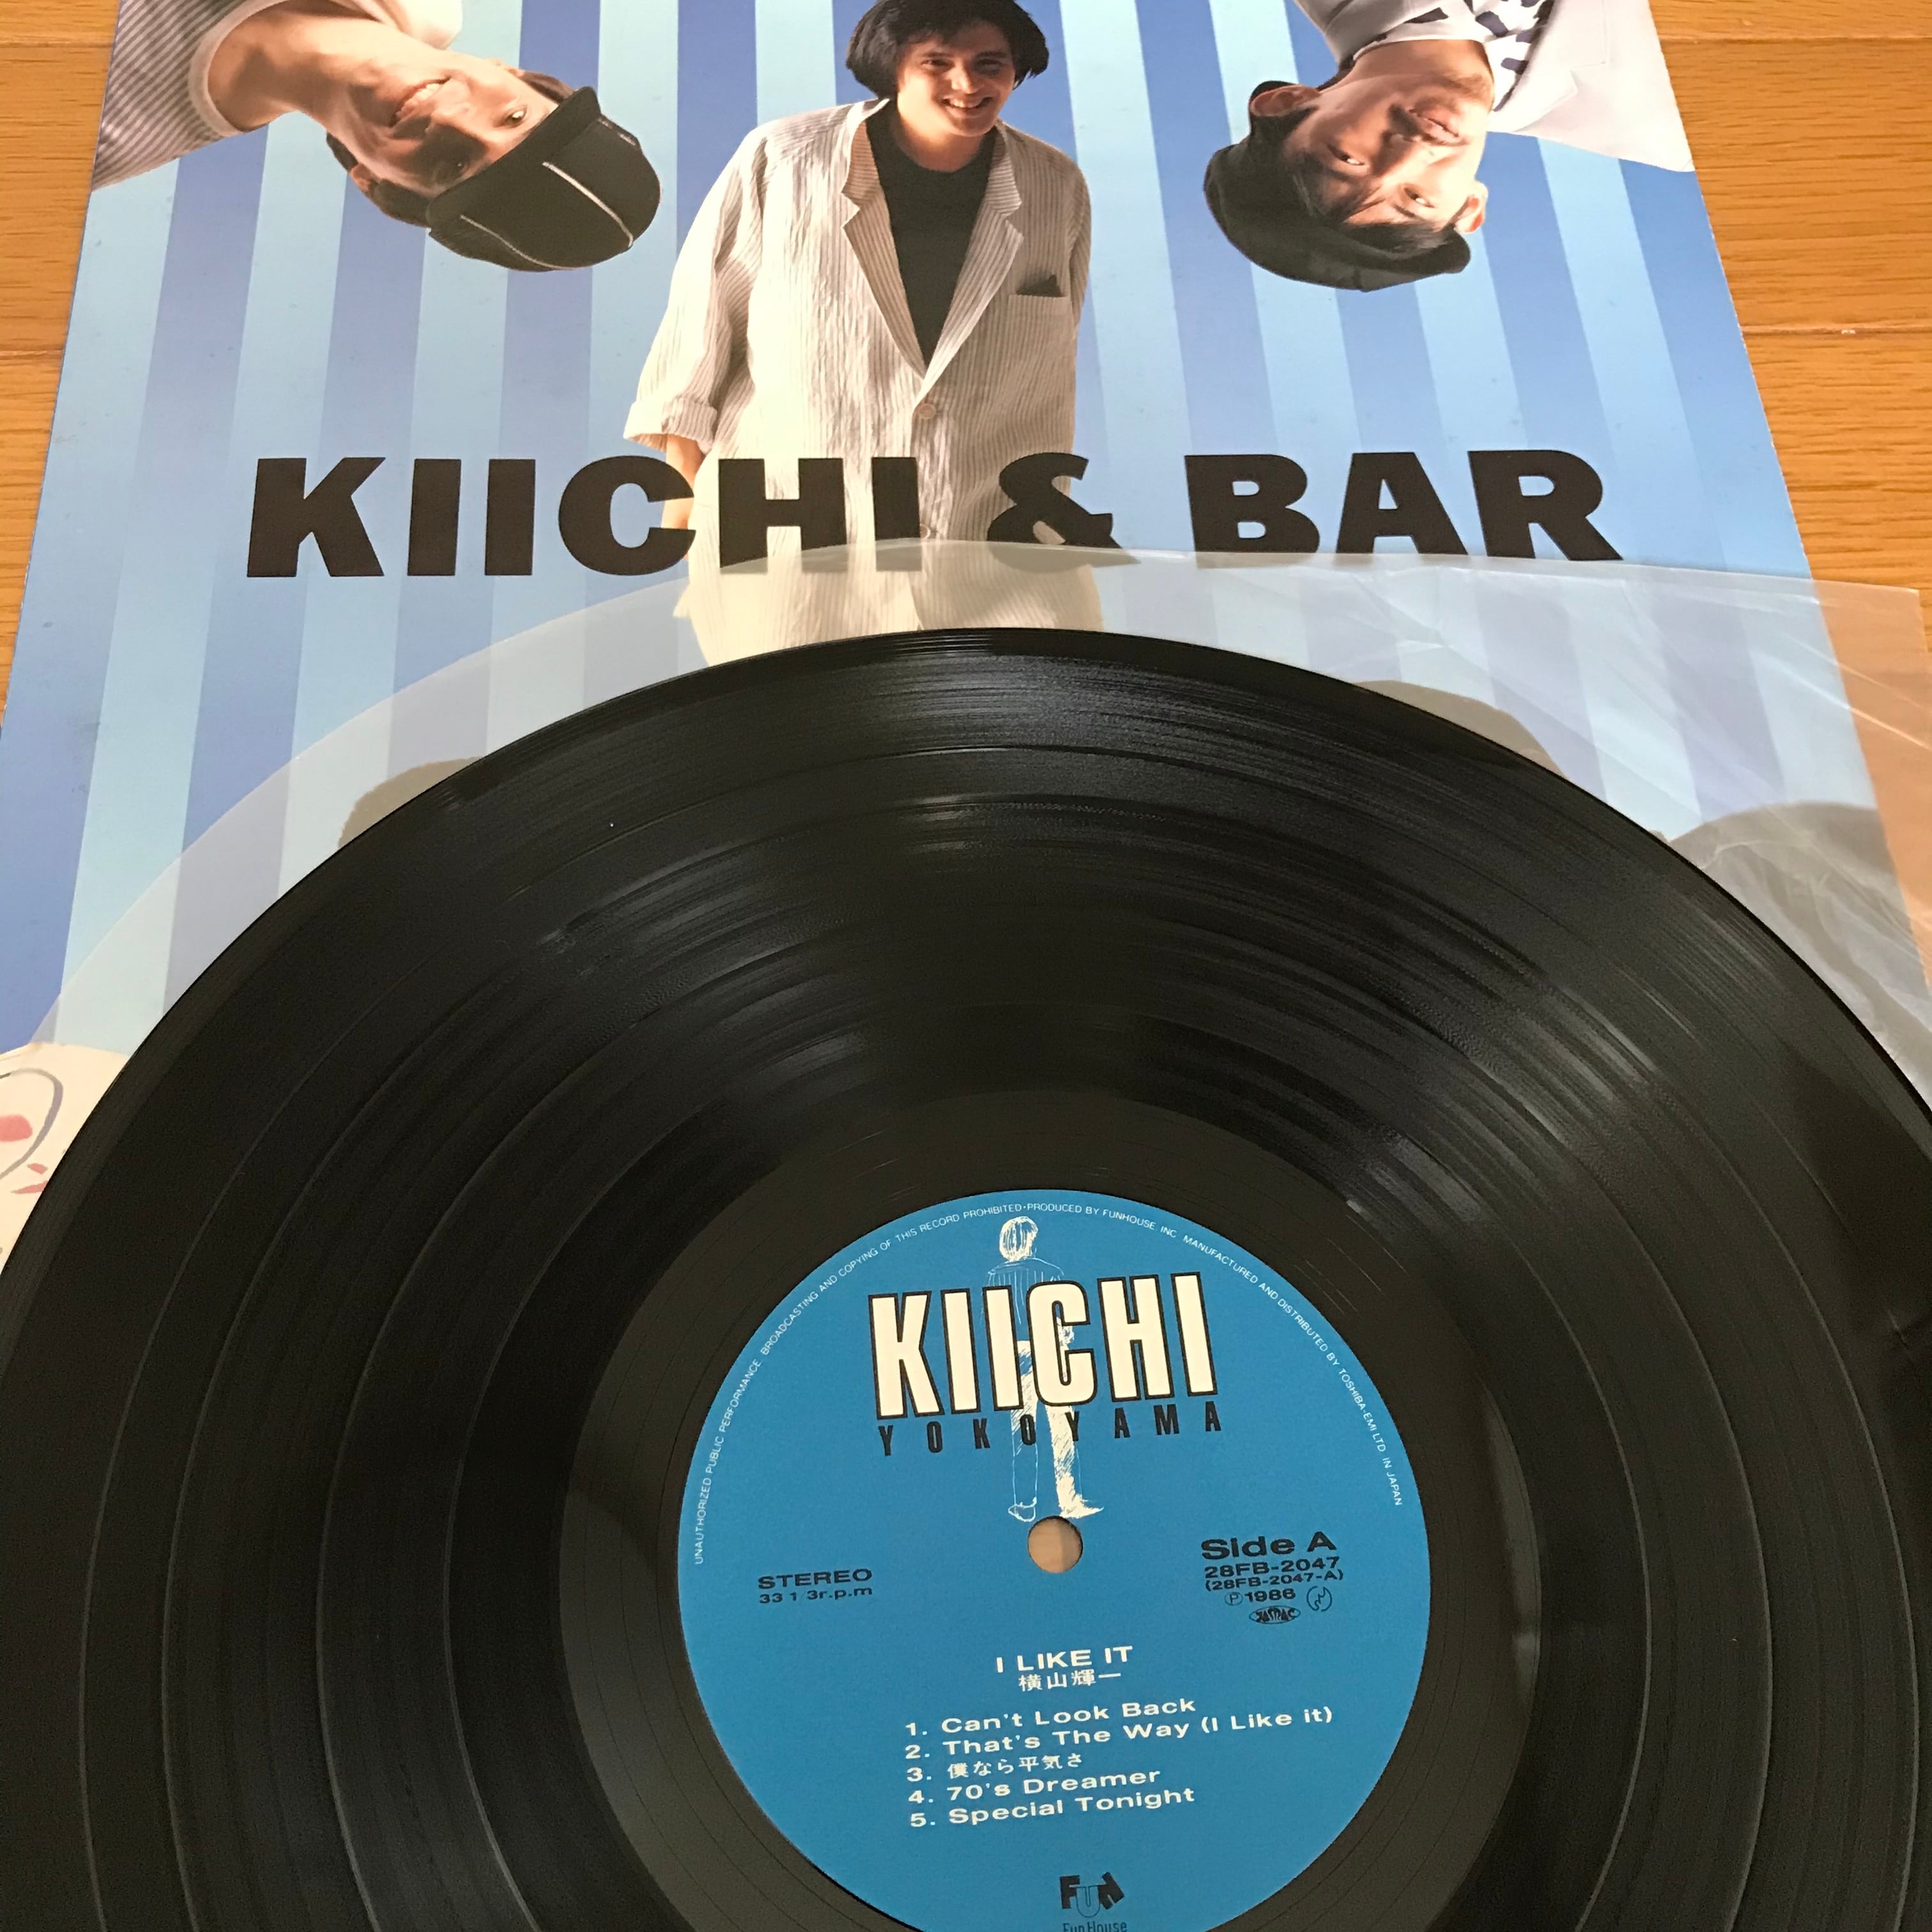 KIICHI & BAR
UNAUTHORIZED PUBLIC PERFORMANCE. BROADCASTING AND COPYING OF THIS RECORD PROHIBITED·PRODUCED BY FUNHOUSE INC. MANUFACTURED AND DISTRIBUTED BY TOSHIBA-EMI LTD. IN JAPAN
KIICHI
YOKOYAMA
STEREO
33 1 3r.p.m
Side A
28FB-2047
(28FB-2047-A)
Ⓟ1986
JASRAC
I LIKE IT
横山輝一
1. Can't Look Back
2. That's The Way (I Like it)
3. 僕なら平気さ
4. 70's Dreamer
5. Special Tonight
FUN
Fun House